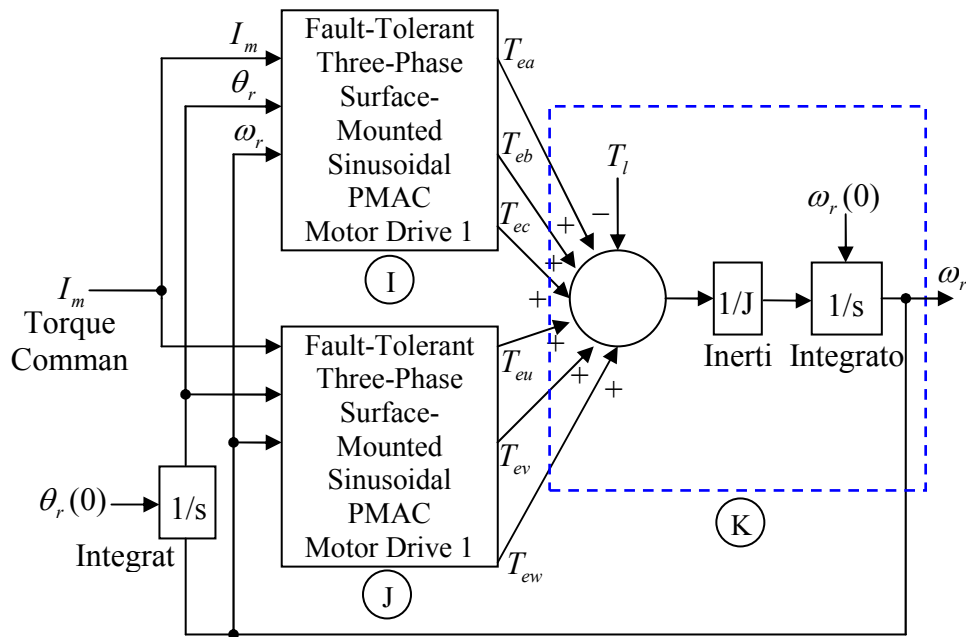 I_m
θ_r
ω_r
Fault-Tolerant
Three-Phase
Surface-
Mounted
Sinusoidal
PMAC
Motor Drive 1
I
T_ea
T_eb
T_ec
T_l
ω_r(0)
ω_r
+
−
+
+
+
+
+
1/J
Inerti
1/s
Integrato
K
I_m
Torque
Comman
Fault-Tolerant
Three-Phase
Surface-
Mounted
Sinusoidal
PMAC
Motor Drive 1
J
T_eu
T_ev
T_ew
θ_r(0)
1/s
Integrat